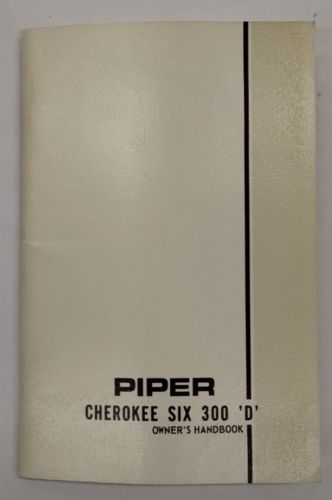 PIPER
CHEROKEE SIX 300 'D'
OWNER'S HANDBOOK